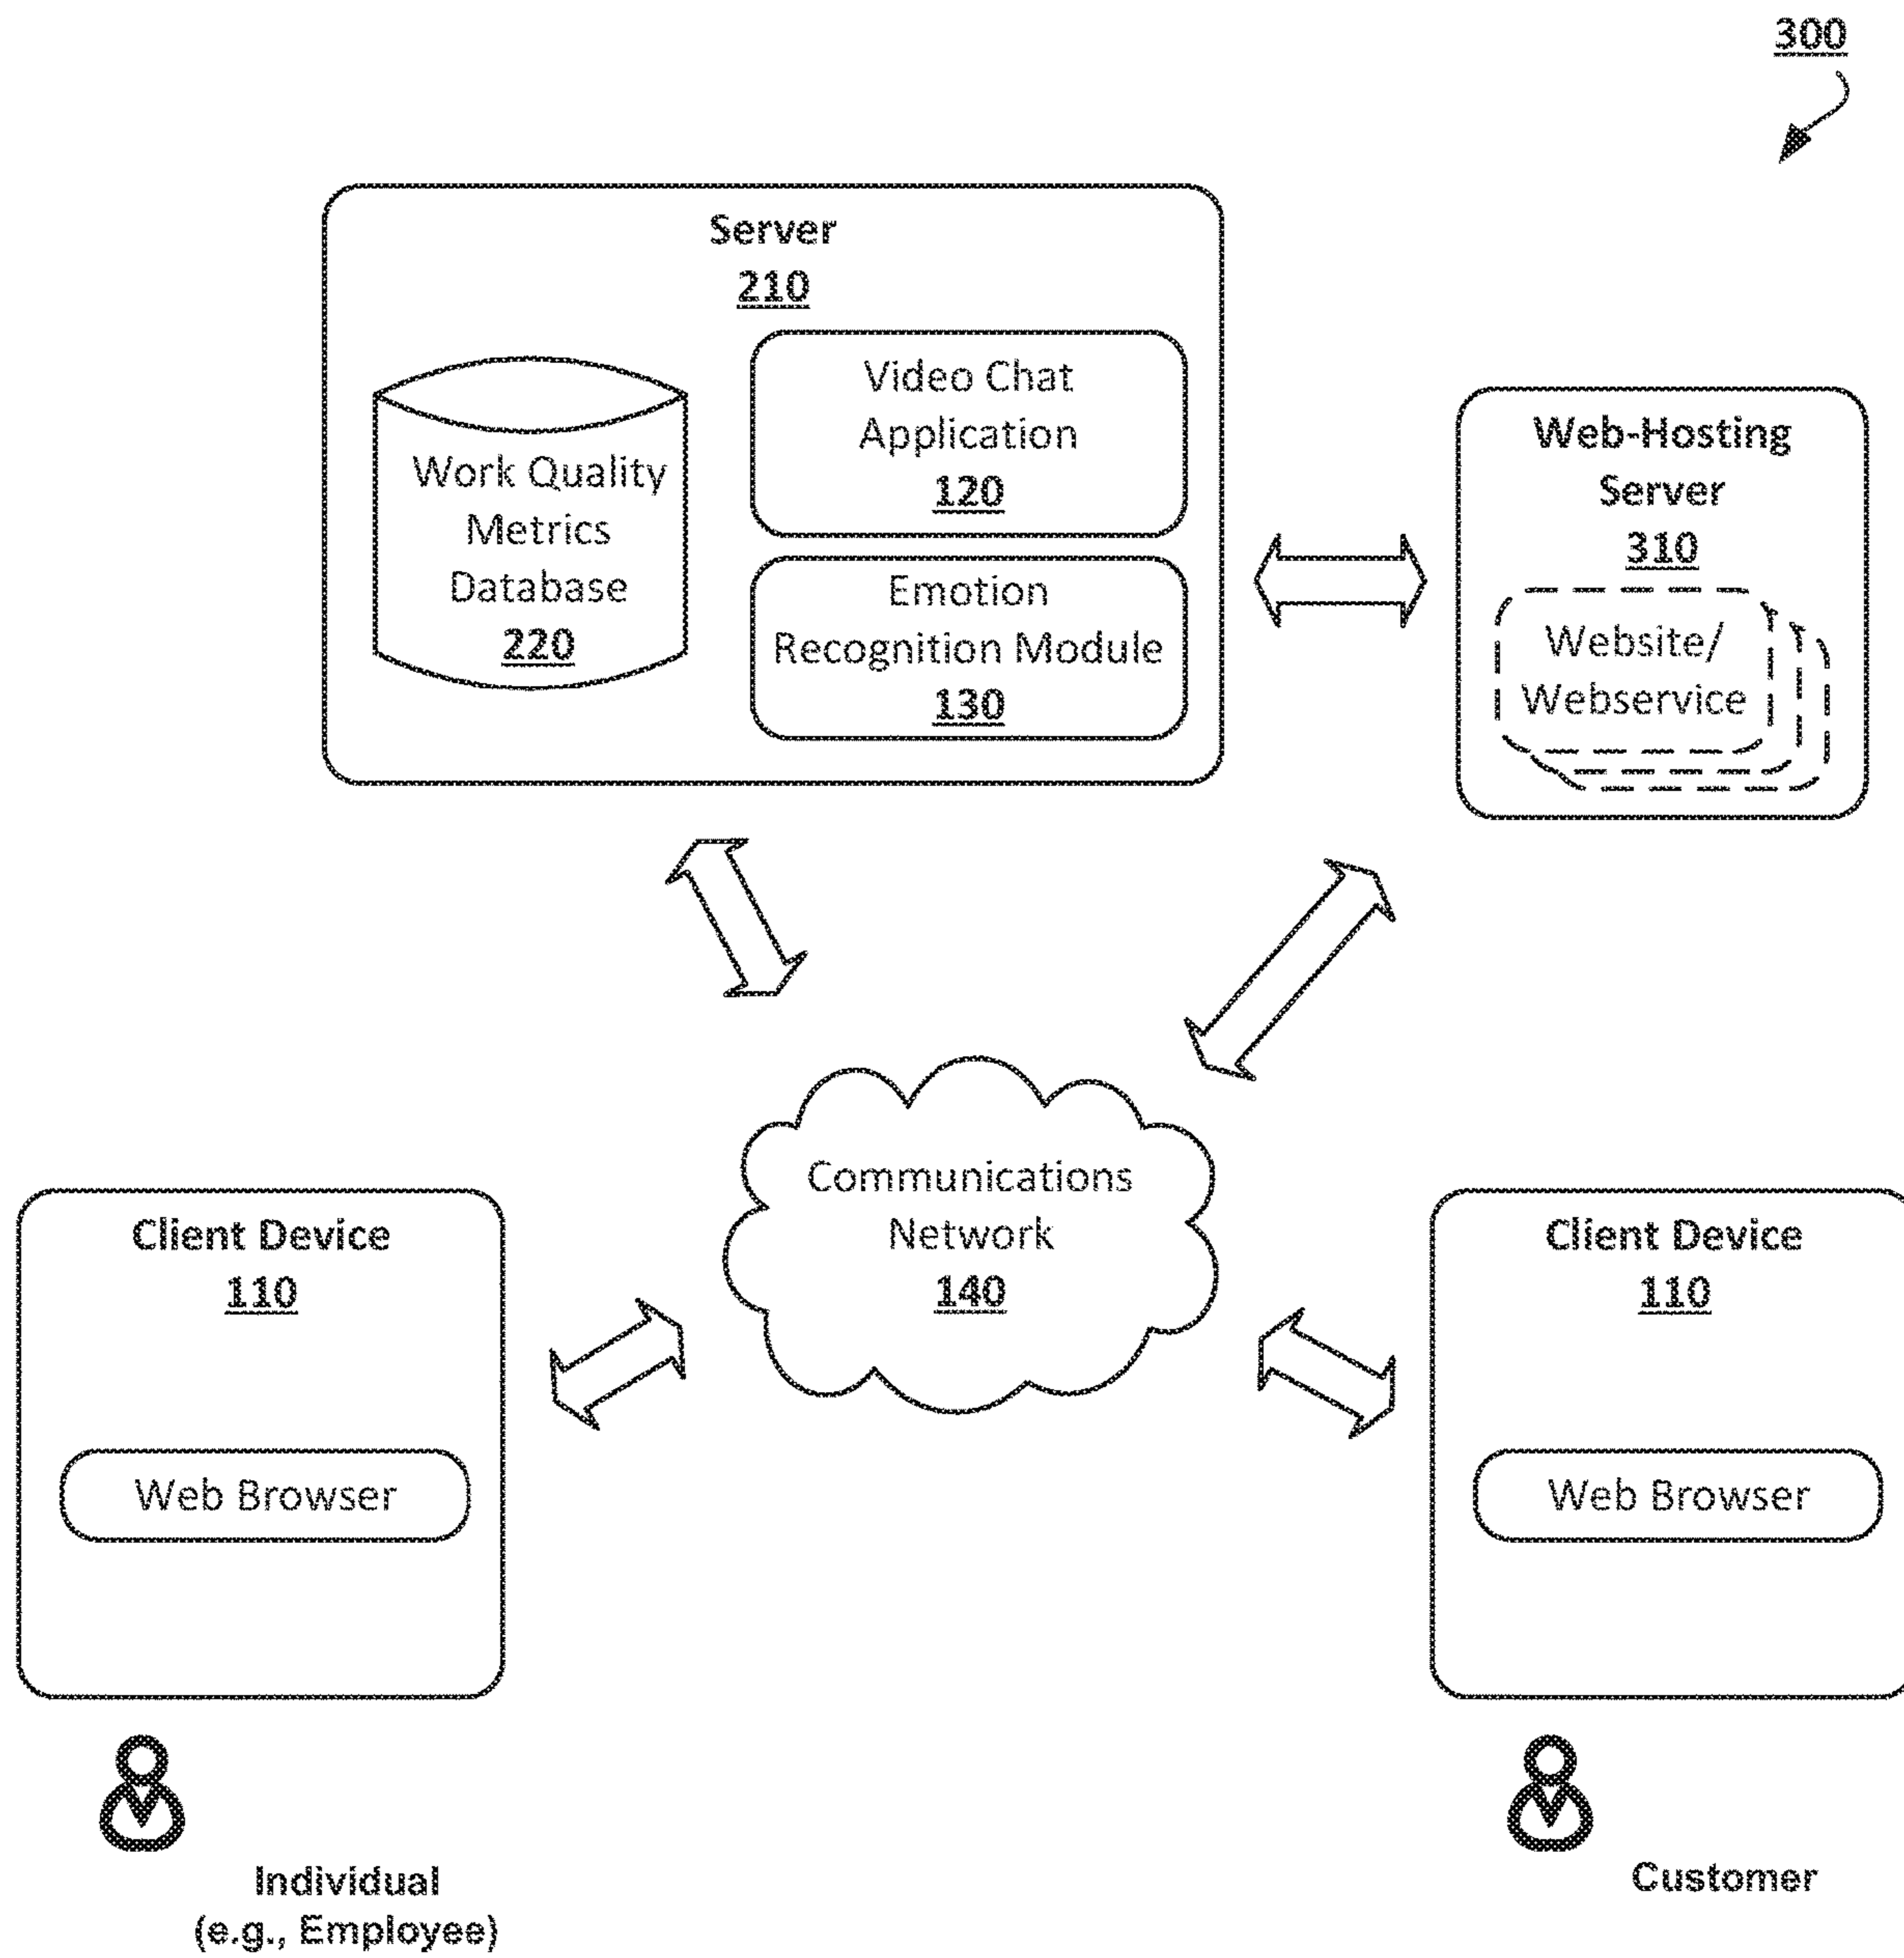 300
Server
210
Work Quality
Metrics
Database
220
Video Chat
Application
120
Emotion
Recognition Module
130
Web-Hosting
Server
310
Website/
Webservice
Communications
Network
140
Client Device
110
Web Browser
Individual
(e.g., Employee)
Client Device
110
Web Browser
Customer